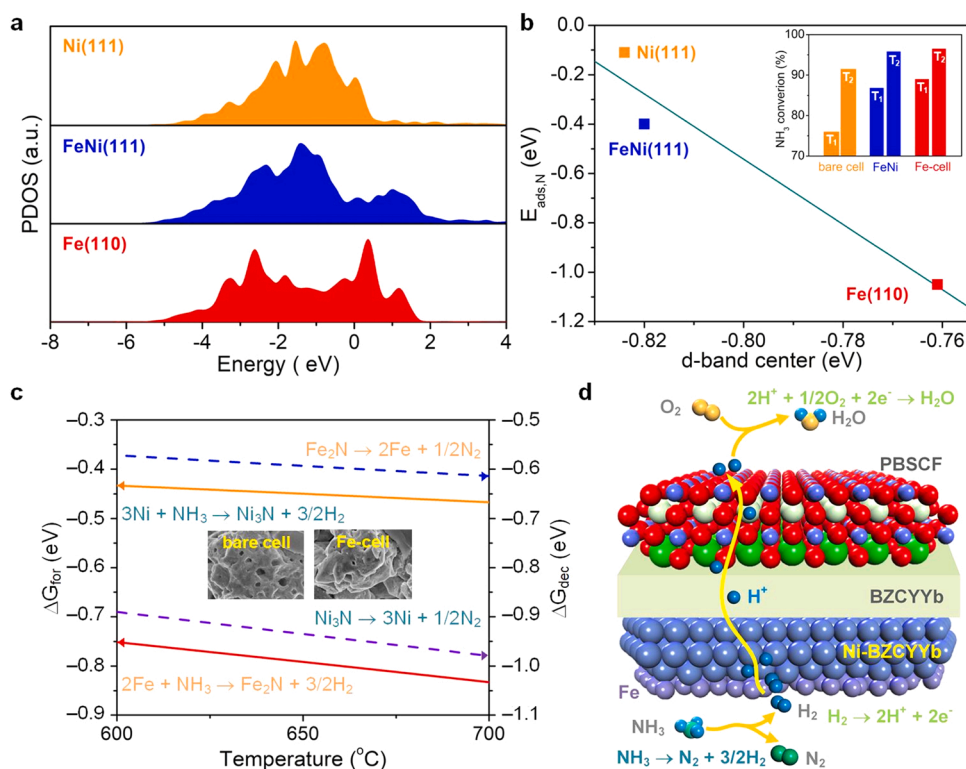 a
Ni(111)
FeNi(111)
Fe(110)
PDOS (a.u.)
-8 -6 -4 -2 0 2 4
Energy ( eV)
b
0.0
-0.2
-0.4
-0.6
-0.8
-1.0
-1.2
E_ads,N (eV)
Ni(111)
FeNi(111)
Fe(110)
-0.82 -0.80 -0.78 -0.76
d-band center (eV)
100
90
80
70
NH₃ converion (%)
T₁ T₂ T₁ T₂ T₁ T₂
bare cell FeNi Fe-cell
c
−0.3
−0.4
−0.5
−0.6
−0.7
−0.8
−0.9
ΔG_for (eV)
Fe₂N → 2Fe + 1/2N₂
3Ni + NH₃ → Ni₃N + 3/2H₂
bare cell Fe-cell
Ni₃N → 3Ni + 1/2N₂
2Fe + NH₃ → Fe₂N + 3/2H₂
−0.5
−0.6
−0.7
−0.8
−0.9
−1.0
−1.1
ΔG_dec (eV)
600 650 700
Temperature (°C)
d
2H⁺ + 1/2O₂ + 2e⁻ → H₂O
O₂
H₂O
PBSCF
H⁺
BZCYYb
Ni-BZCYYb
Fe
H₂
H₂ → 2H⁺ + 2e⁻
NH₃
NH₃ → N₂ + 3/2H₂
N₂